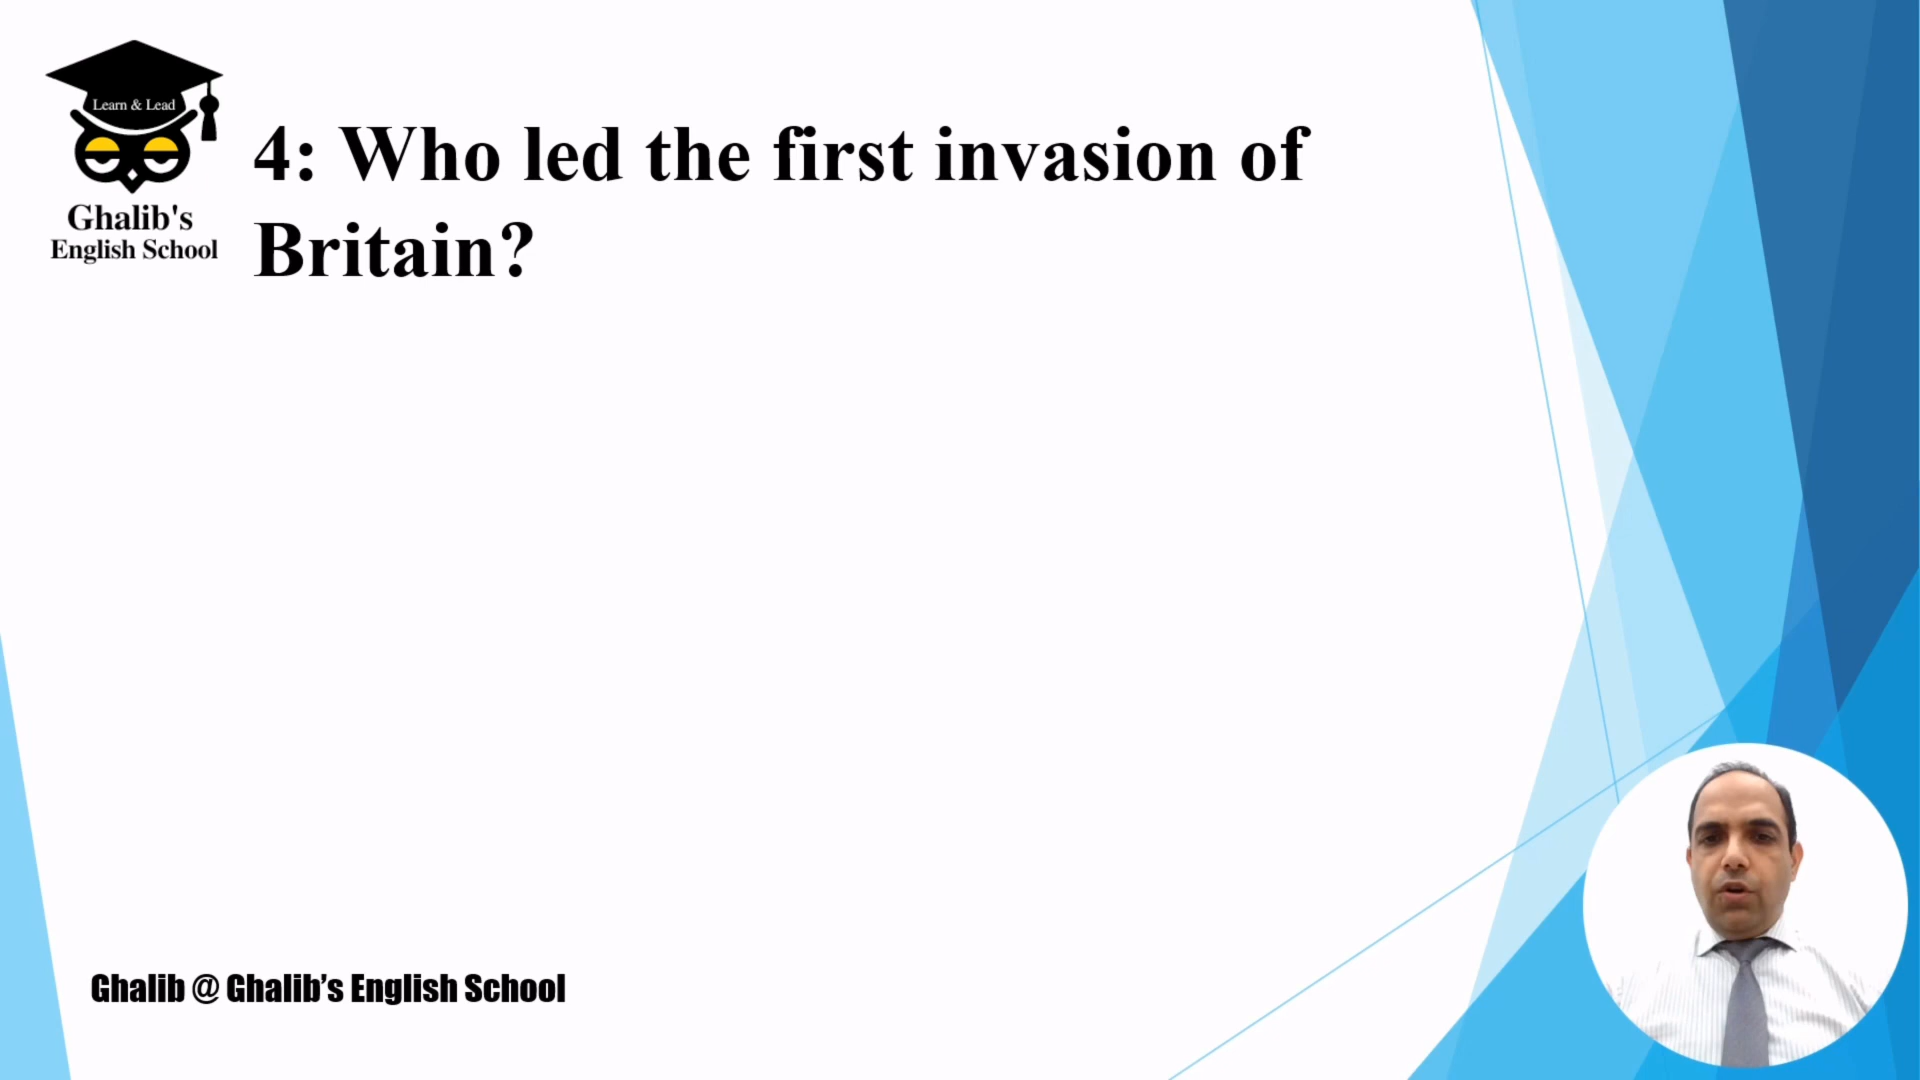 Learn & Lead
Ghalib's
English School
4: Who led the first invasion of
Britain?
Ghalib @ Ghalib’s English School